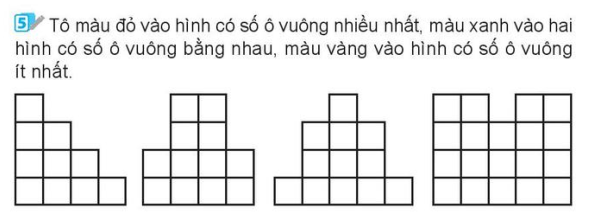 5 Tô màu đỏ vào hình có số ô vuông nhiều nhất, màu xanh vào hai
hình có số ô vuông bằng nhau, màu vàng vào hình có số ô vuông
ít nhất.